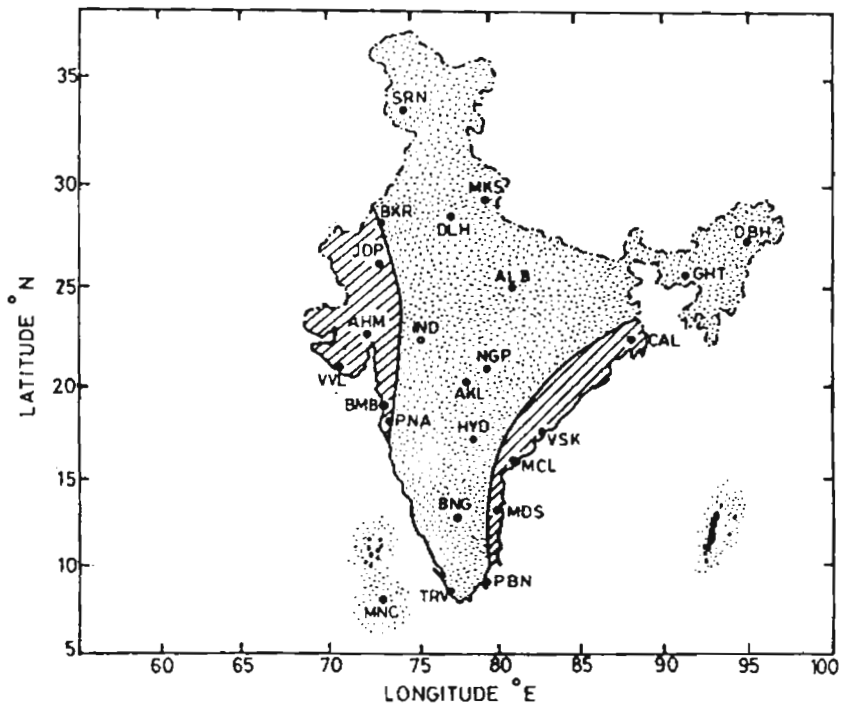 35
SRN
30
MKS
BKR
DLH
DBH
JDP
GHT
25
ALB
AHM
IND
CAL
NGP
VVL
20
AKL
BMB
PNA
HYD
VSK
MCL
15
BNG
MDS
10
PBN
TRV
MNC
5
60 65 70 75 80 85 90 95 100
LONGITUDE °E
LATITUDE °N